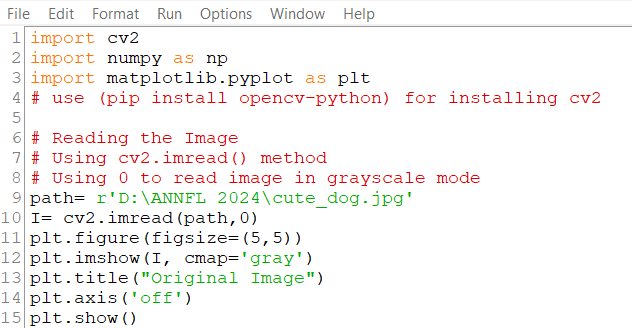 File Edit Format Run Options Window Help
1 import cv2
2 import numpy as np
3 import matplotlib.pyplot as plt
4 # use (pip install opencv-python) for installing cv2
5
6 # Reading the Image
7 # Using cv2.imread() method
8 # Using 0 to read image in grayscale mode
9 path= r'D:\ANNFL 2024\cute_dog.jpg'
10 I= cv2.imread(path,0)
11 plt.figure(figsize=(5,5))
12 plt.imshow(I, cmap='gray')
13 plt.title("Original Image")
14 plt.axis('off')
15 plt.show()